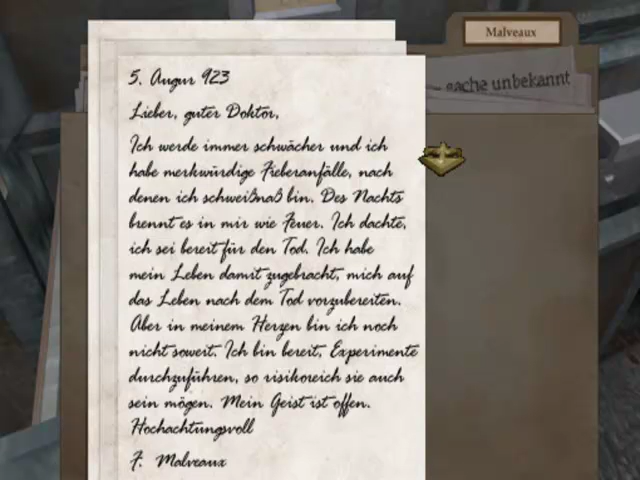 Malveaux
sache unbekannt
5. Augur 923
Lieber, guter Doktor,
Ich werde immer schwächer und ich
habe merkwürdige Fieberanfälle, nach
denen ich schweißnaß bin. Des Nachts
brennt es in mir wie Feuer. Ich dachte,
ich sei bereit für den Tod. Ich habe
mein Leben damit zugebracht, mich auf
das Leben nach dem Tod vorzubereiten.
Aber in meinem Herzen bin ich noch
nicht soweit. Ich bin bereit, Experimente
durchzuführen, so risikoreich sie auch
sein mögen. Mein Geist ist offen.
Hochachtungsvoll
F. Malveaux